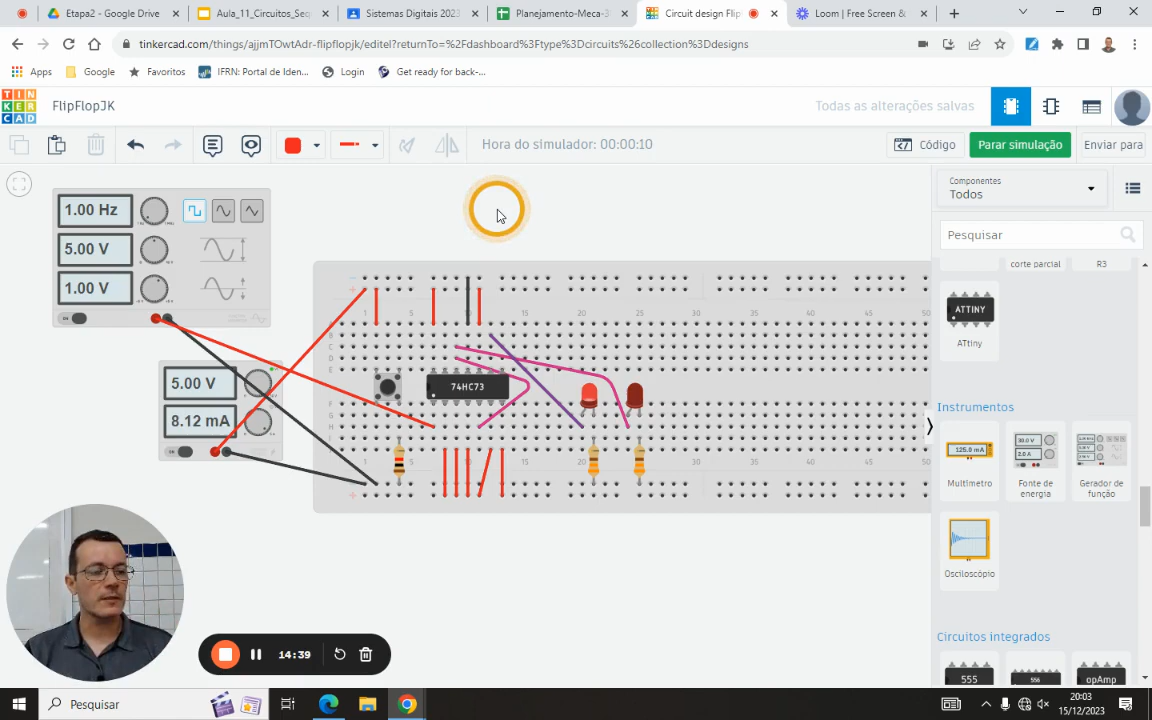 Etapa2 - Google Drive
Aula_11_Circuitos_Seq
Sistemas Digitais 2023
Planejamento-Meca-3
Circuit design Flip
Loom | Free Screen &
tinkercad.com/things/ajjmTOwtAdr-flipflopjk/editel?returnTo=%2Fdashboard%3Ftype%3Dcircuits%26collection%3Ddesigns
Apps
Google
Favoritos
IFRN: Portal de Iden...
Login
Get ready for back-...
TIN
KER
CAD
FlipFlopJK
Todas as alterações salvas
Hora do simulador: 00:00:10
Código
Parar simulação
Enviar para
Componentes
Todos
Pesquisar
1.00 Hz
5.00 V
1.00 V
5.00 V
8.12 mA
74HC73
corte parcial
R3
ATTINY
ATtiny
Instrumentos
Multímetro
Fonte de energia
Gerador de função
Osciloscópio
Circuitos integrados
555
556
opAmp
14:39
Pesquisar
20:03
15/12/2023